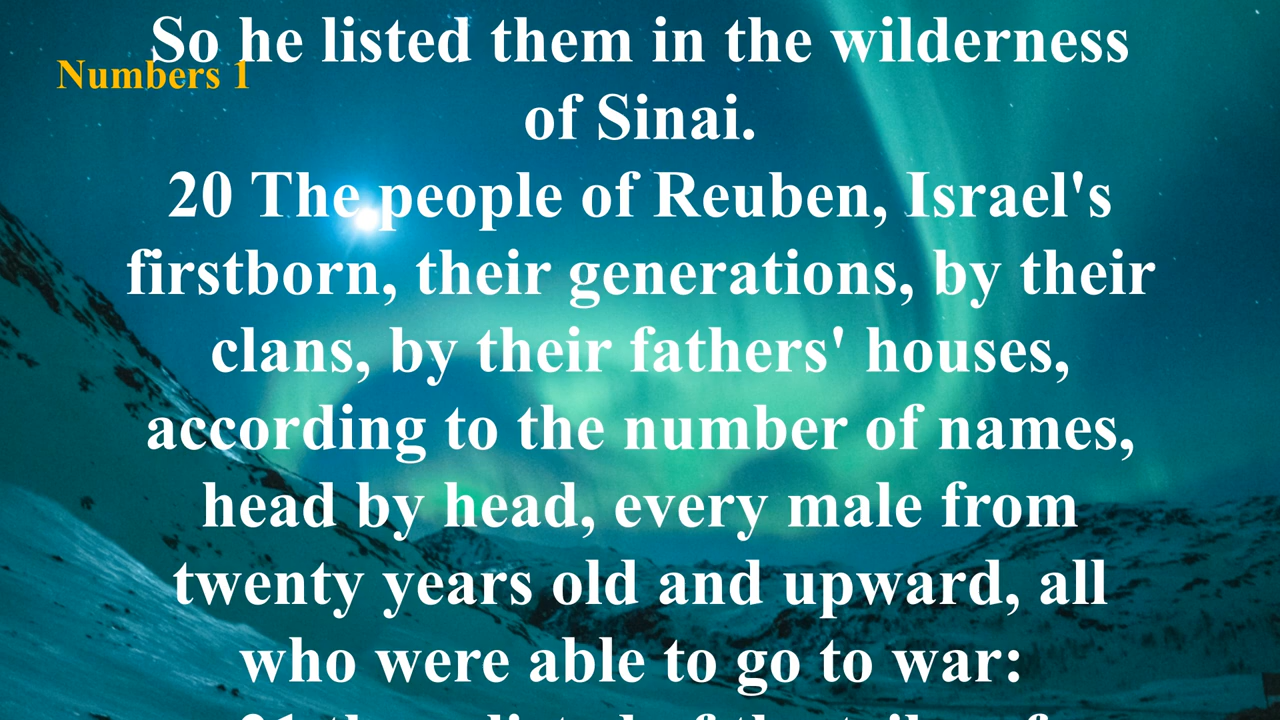 So he listed them in the wilderness
Numbers 1
of Sinai.
20 The people of Reuben, Israel's
firstborn, their generations, by their
clans, by their fathers' houses,
according to the number of names,
head by head, every male from
twenty years old and upward, all
who were able to go to war: